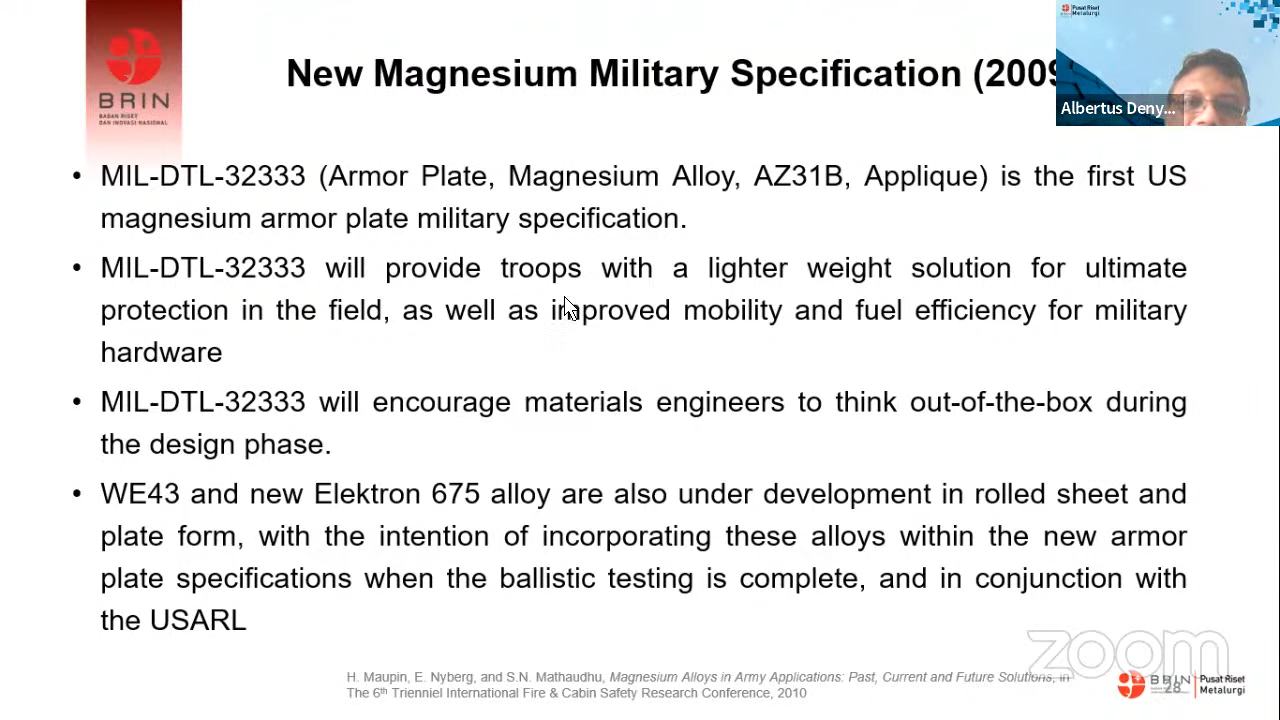 Pusat Riset
Metalurgi
New Magnesium Military Specification (2009
Albertus Deny...
BRIN
BADAN RISET
DAN INOVASI NASIONAL
• MIL-DTL-32333 (Armor Plate, Magnesium Alloy, AZ31B, Applique) is the first US
magnesium armor plate military specification.
• MIL-DTL-32333 will provide troops with a lighter weight solution for ultimate
protection in the field, as well as improved mobility and fuel efficiency for military
hardware
• MIL-DTL-32333 will encourage materials engineers to think out-of-the-box during
the design phase.
• WE43 and new Elektron 675 alloy are also under development in rolled sheet and
plate form, with the intention of incorporating these alloys within the new armor
plate specifications when the ballistic testing is complete, and in conjunction with
the USARL
zoom
H. Maupin, E. Nyberg, and S.N. Mathaudhu, Magnesium Alloys in Army Applications: Past, Current and Future Solutions, in
The 6th Trienniel International Fire & Cabin Safety Research Conference, 2010
BRIN
28
Pusat Riset
Metalurgi